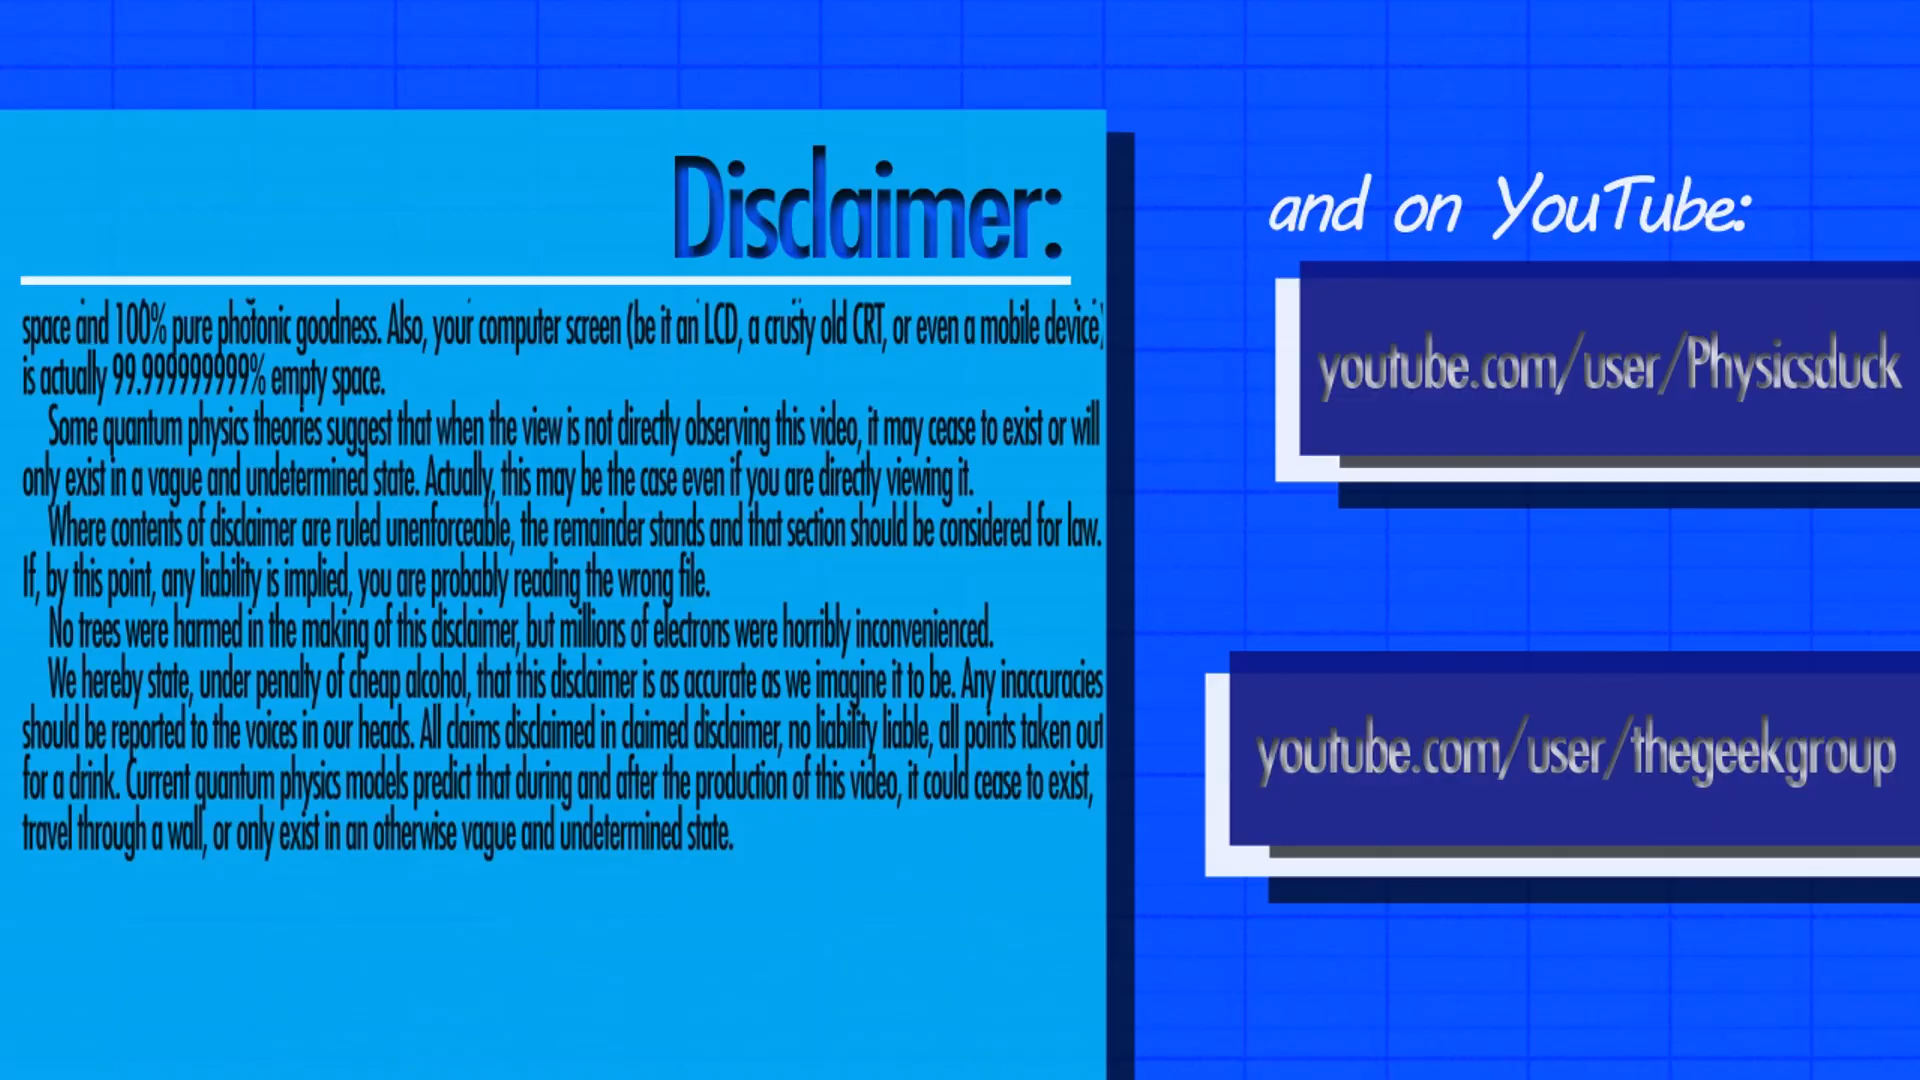 Disclaimer:
space and 100% pure photonic goodness. Also, your computer screen (be it an LCD, a crusty old CRT, or even a mobile device)
is actually 99.999999999% empty space.
Some quantum physics theories suggest that when the view is not directly observing this video, it may cease to exist or will
only exist in a vague and undetermined state. Actually, this may be the case even if you are directly viewing it.
Where contents of disclaimer are ruled unenforceable, the remainder stands and that section should be considered for law.
If, by this point, any liability is implied, you are probably reading the wrong file.
No trees were harmed in the making of this disclaimer, but millions of electrons were horribly inconvenienced.
We hereby state, under penalty of cheap alcohol, that this disclaimer is as accurate as we imagine it to be. Any inaccuracies
should be reported to the voices in our heads. All claims disclaimed in claimed disclaimer, no liability liable, all points taken out
for a drink. Current quantum physics models predict that during and after the production of this video, it could cease to exist,
travel through a wall, or only exist in an otherwise vague and undetermined state.
and on YouTube:
youtube.com/user/Physicsduck
youtube.com/user/thegeekgroup